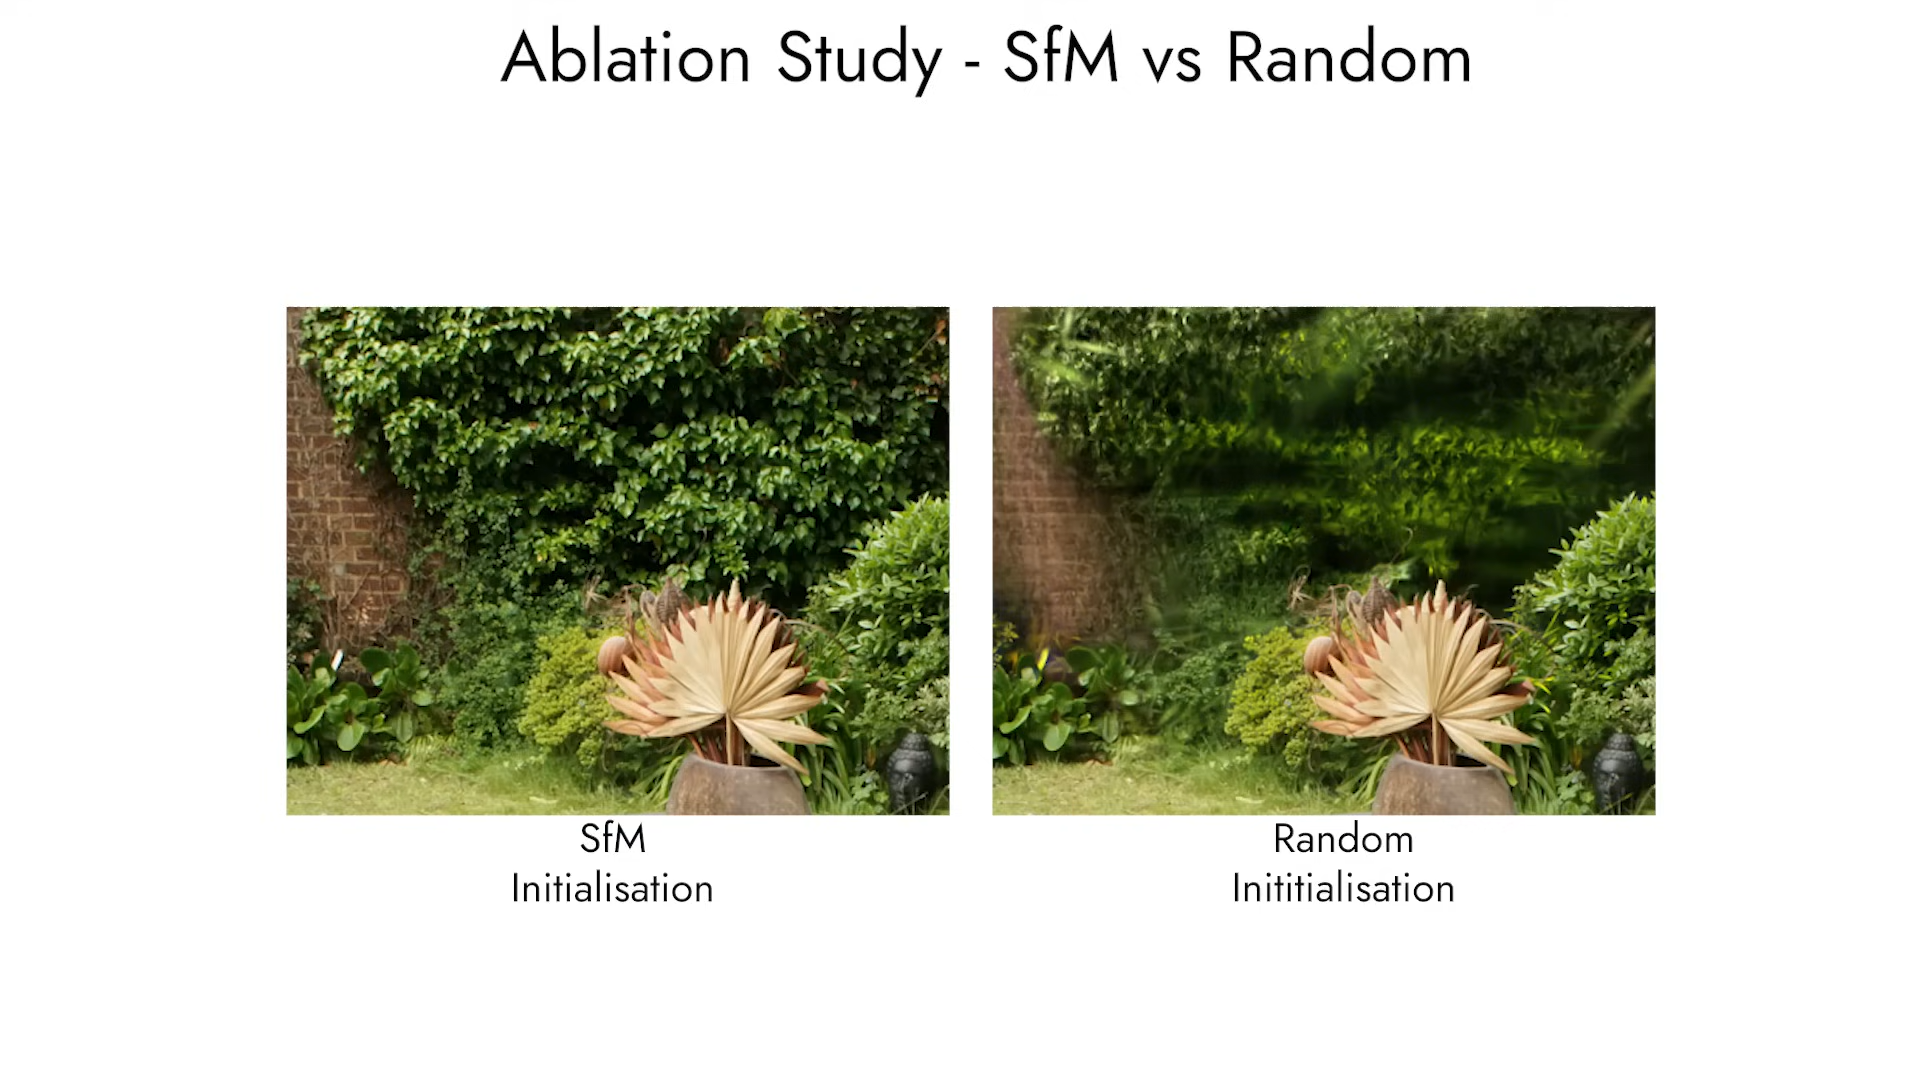 Ablation Study - SfM vs Random
SfM
Initialisation
Random
Inititialisation